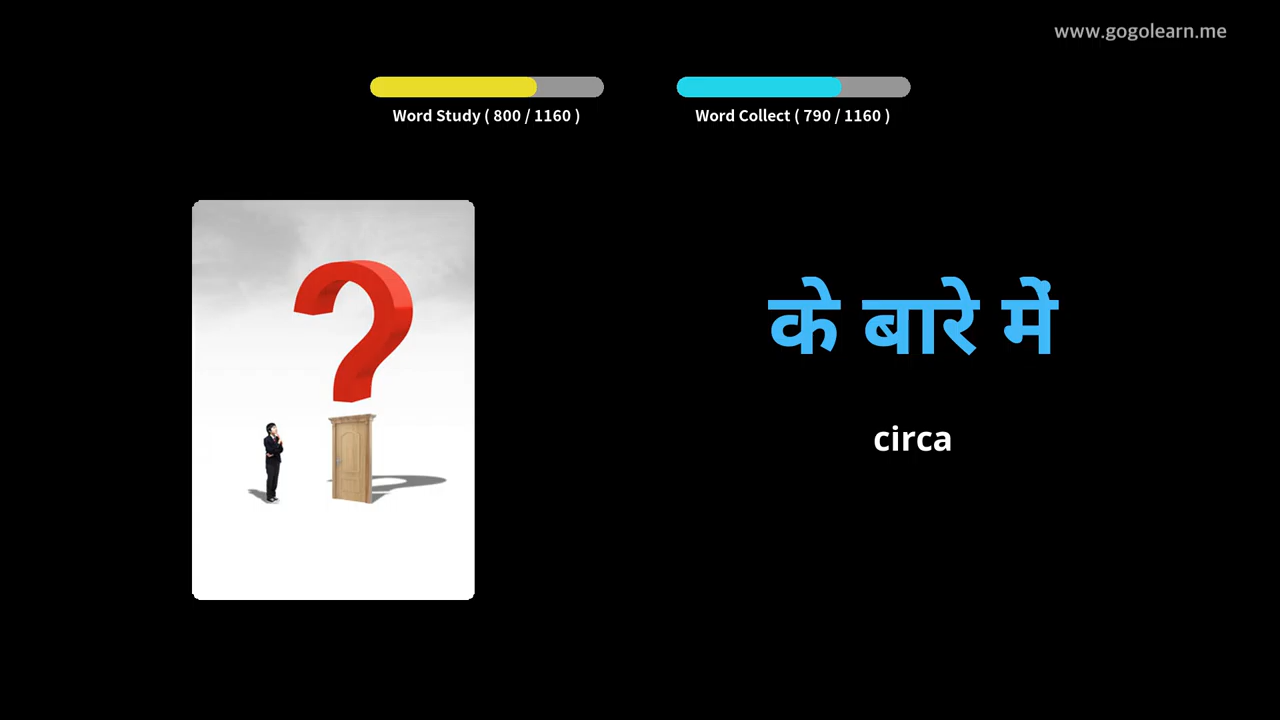 www.gogolearn.me
Word Study ( 800 / 1160 )
Word Collect ( 790 / 1160 )
के बारे में
circa